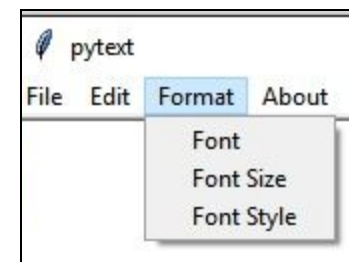 pytext
File Edit Format About
Font
Font Size
Font Style